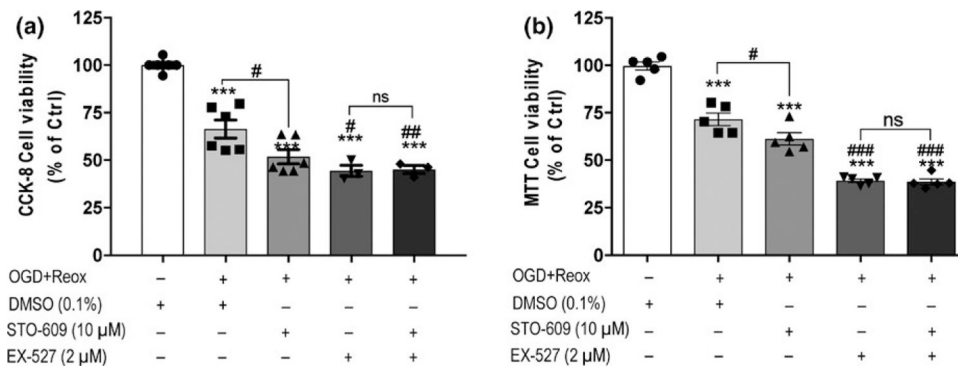 (a)
CCK-8 Cell viability
(% of Ctrl)
125
100
75
50
25
0
***
#
***
#
***
ns
##
***
OGD+Reox – + + + +
DMSO (0.1%) + + – – –
STO-609 (10 µM) – – + – +
EX-527 (2 µM) – – – + +
(b)
MTT Cell viability
(% of Ctrl)
125
100
75
50
25
0
***
#
***
###
***
ns
###
***
OGD+Reox – + + + +
DMSO (0.1%) + + – – –
STO-609 (10 µM) – – + – +
EX-527 (2 µM) – – – + +